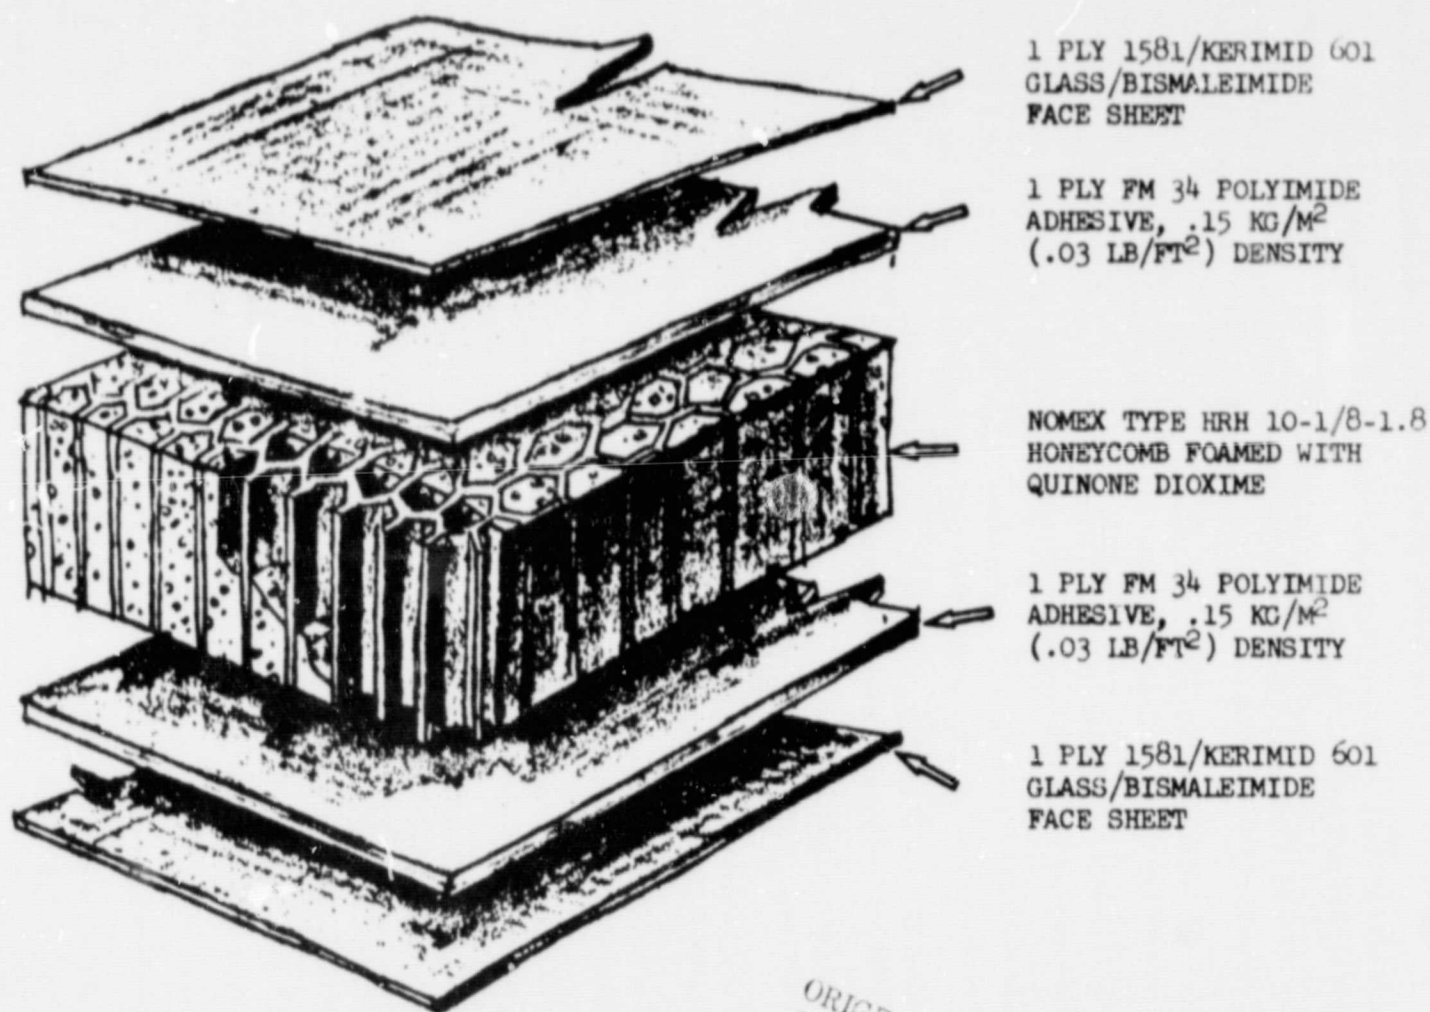 1 PLY 1581/KERIMID 601
GLASS/BISMALEIMIDE
FACE SHEET
1 PLY FM 34 POLYIMIDE
ADHESIVE, .15 KG/M²
(.03 LB/FT²) DENSITY
NOMEX TYPE HRH 10-1/8-1.8
HONEYCOMB FOAMED WITH
QUINONE DIOXIME
1 PLY FM 34 POLYIMIDE
ADHESIVE, .15 KG/M²
(.03 LB/FT²) DENSITY
1 PLY 1581/KERIMID 601
GLASS/BISMALEIMIDE
FACE SHEET